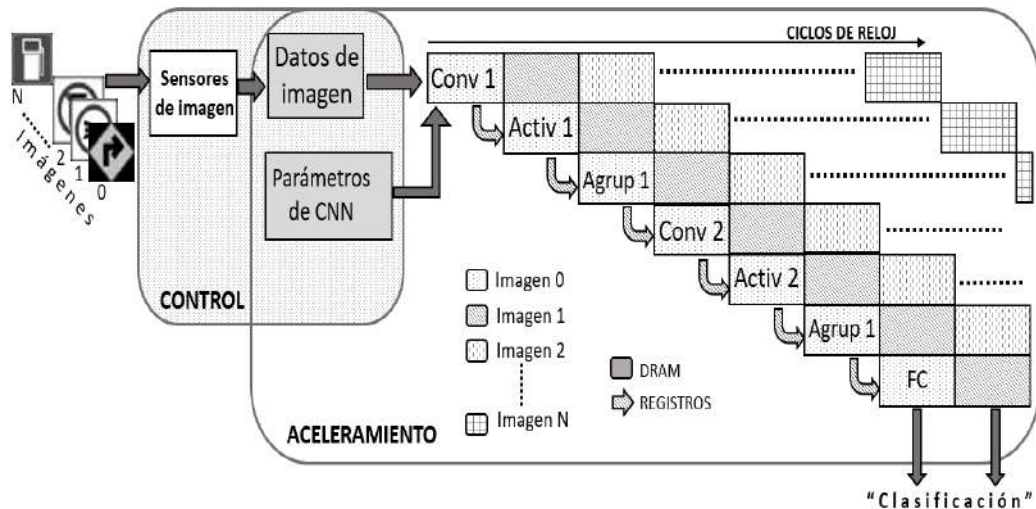 CICLOS DE RELOJ
N
2
1
0
Imágenes
Sensores
de imagen
Datos de
imagen
Parámetros
de CNN
CONTROL
ACELERAMIENTO
Conv 1
Activ 1
Agrup 1
Conv 2
Activ 2
Agrup 1
FC
Imagen 0
Imagen 1
Imagen 2
Imagen N
DRAM
REGISTROS
"Clasificación"